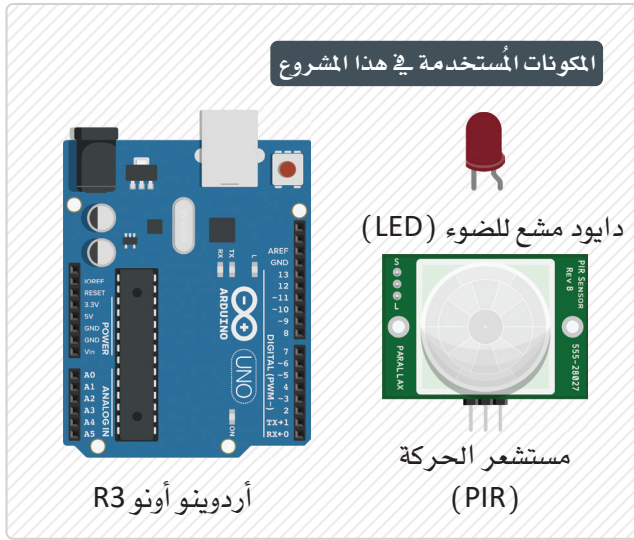 المكونات المُستخدمة في هذا المشروع
دايود مشع للضوء (LED)
IOREF
RESET
3.3V
5V
GND
GND
Vin
POWER
A0
A1
A2
A3
A4
A5
ANALOG IN
RX
TX
L
ARDUINO
UNO
ON
AREF
GND
13
12
~11
~10
~9
8
7
~6
~5
4
~3
2
TX→1
RX←0
DIGITAL (PWM~)
S
L
PARALLAX
PIR SENSOR
REV B
555-28027
مستشعر الحركة
(PIR)
أردوينو أونو R3